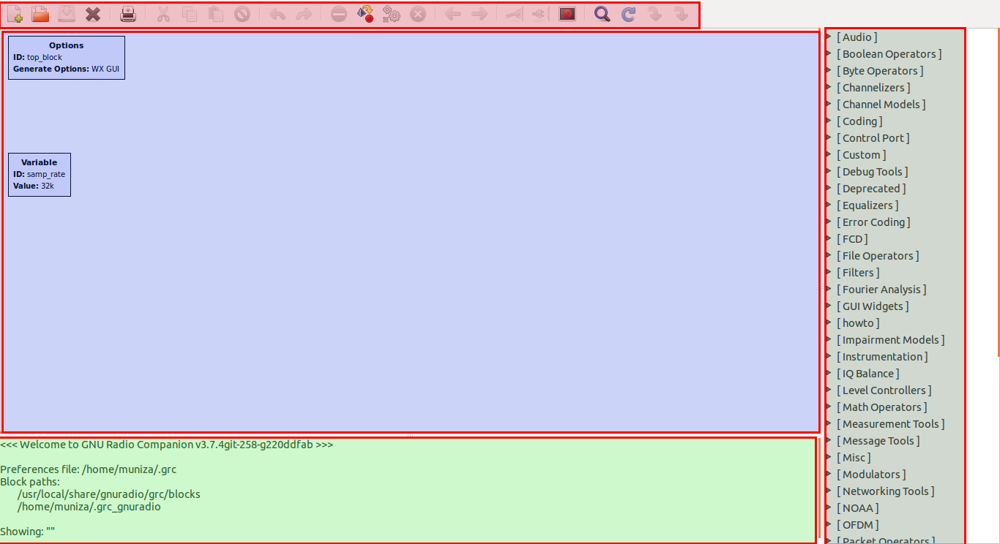 Options
ID: top_block
Generate Options: WX GUI
Variable
ID: samp_rate
Value: 32k
<<< Welcome to GNU Radio Companion v3.7.4git-258-g220ddfab >>>
Preferences file: /home/muniza/.grc
Block paths:
/usr/local/share/gnuradio/grc/blocks
/home/muniza/.grc_gnuradio
Showing: ""
[ Audio ]
[ Boolean Operators ]
[ Byte Operators ]
[ Channelizers ]
[ Channel Models ]
[ Coding ]
[ Control Port ]
[ Custom ]
[ Debug Tools ]
[ Deprecated ]
[ Equalizers ]
[ Error Coding ]
[ FCD ]
[ File Operators ]
[ Filters ]
[ Fourier Analysis ]
[ GUI Widgets ]
[ howto ]
[ Impairment Models ]
[ Instrumentation ]
[ IQ Balance ]
[ Level Controllers ]
[ Math Operators ]
[ Measurement Tools ]
[ Message Tools ]
[ Misc ]
[ Modulators ]
[ Networking Tools ]
[ NOAA ]
[ OFDM ]
[ Packet Operators ]